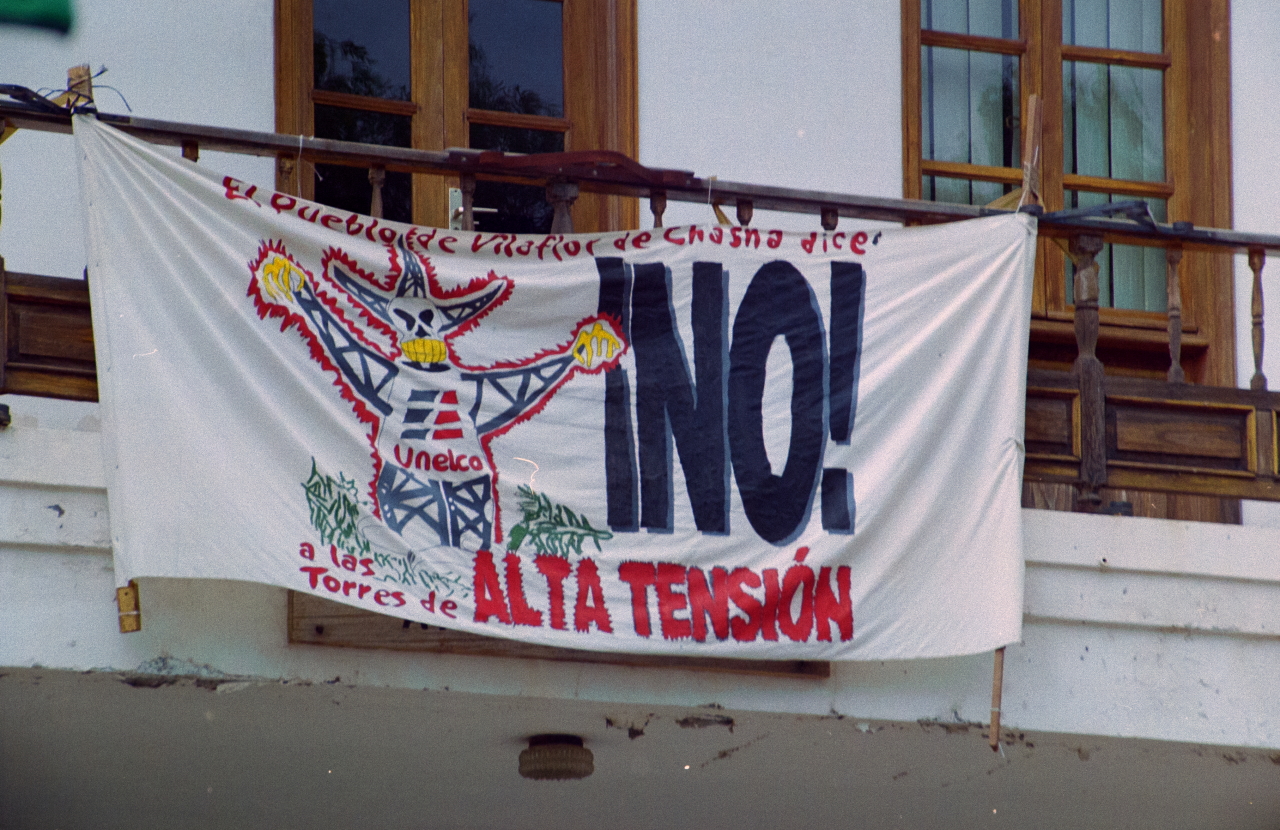 El pueblo de Vilaflor de Chasna dice
¡NO!
Unelco
a las
Torres de ALTA TENSIÓN